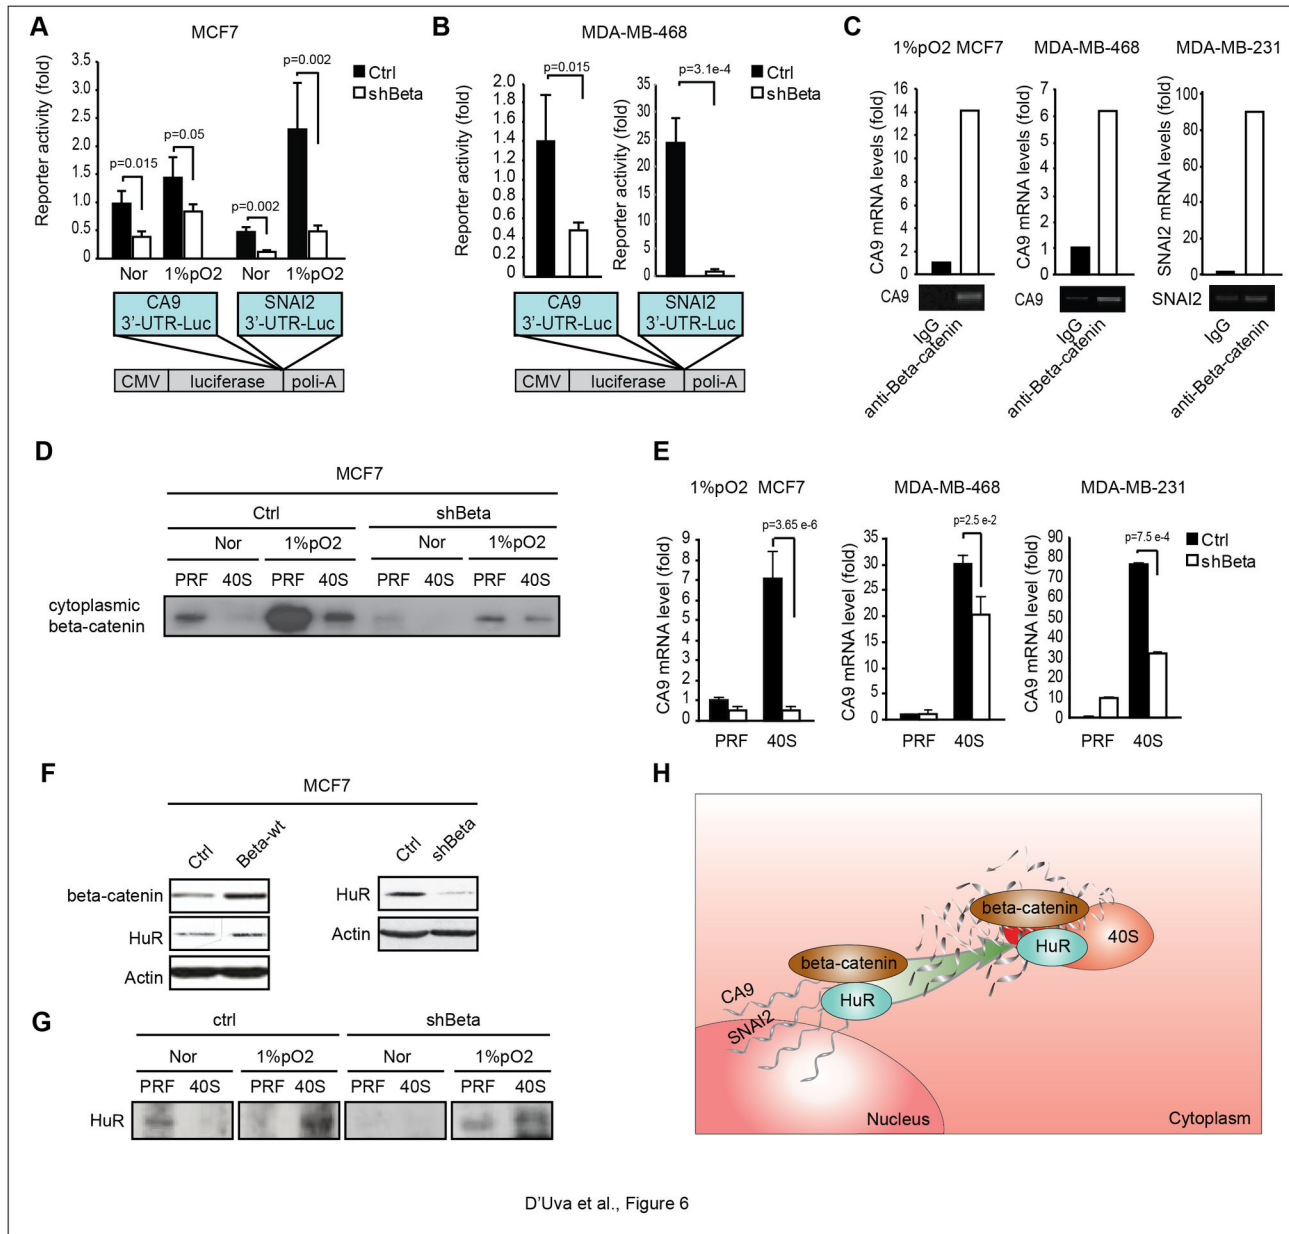 A
MCF7
Reporter activity (fold)
3.5
3.0
2.5
2.0
1.5
1.0
0.5
0
p=0.015
p=0.05
p=0.002
p=0.002
Ctrl
shBeta
Nor 1%pO2 Nor 1%pO2
CA9
3'-UTR-Luc
SNAI2
3'-UTR-Luc
CMV luciferase poli-A
B
MDA-MB-468
Reporter activity (fold)
2.0
1.8
1.6
1.4
1.2
1.0
0.8
0.6
0.4
0.2
0.0
p=0.015
Reporter activity (fold)
35
30
25
20
15
10
5
0
p=3.1e-4
CA9
3'-UTR-Luc
SNAI2
3'-UTR-Luc
CMV luciferase poli-A
C
1%pO2 MCF7
CA9 mRNA levels (fold)
16
14
12
10
8
6
4
2
0
CA9
IgG
anti-Beta-catenin
MDA-MB-468
CA9 mRNA levels (fold)
7
6
5
4
3
2
1
0
CA9
IgG
anti-Beta-catenin
MDA-MB-231
SNAI2 mRNA levels (fold)
100
80
60
40
20
0
SNAI2
IgG
anti-Beta-catenin
D
MCF7
Ctrl shBeta
Nor 1%pO2 Nor 1%pO2
PRF 40S PRF 40S PRF 40S PRF 40S
cytoplasmic
beta-catenin
E
1%pO2 MCF7
CA9 mRNA level (fold)
9
8
7
6
5
4
3
2
1
0
p=3.65 e-6
PRF 40S
MDA-MB-468
CA9 mRNA level (fold)
35
30
25
20
15
10
5
0
p=2.5 e-2
PRF 40S
MDA-MB-231
CA9 mRNA level (fold)
90
80
70
60
50
40
30
20
10
0
p=7.5 e-4
PRF 40S
Ctrl
shBeta
F
MCF7
Ctrl Beta-wt
beta-catenin
HuR
Actin
Ctrl shBeta
HuR
Actin
G
ctrl shBeta
Nor 1%pO2 Nor 1%pO2
PRF 40S PRF 40S PRF 40S PRF 40S
HuR
H
beta-catenin
HuR
40S
beta-catenin
HuR
CA9
SNAI2
Nucleus
Cytoplasm
D'Uva et al., Figure 6